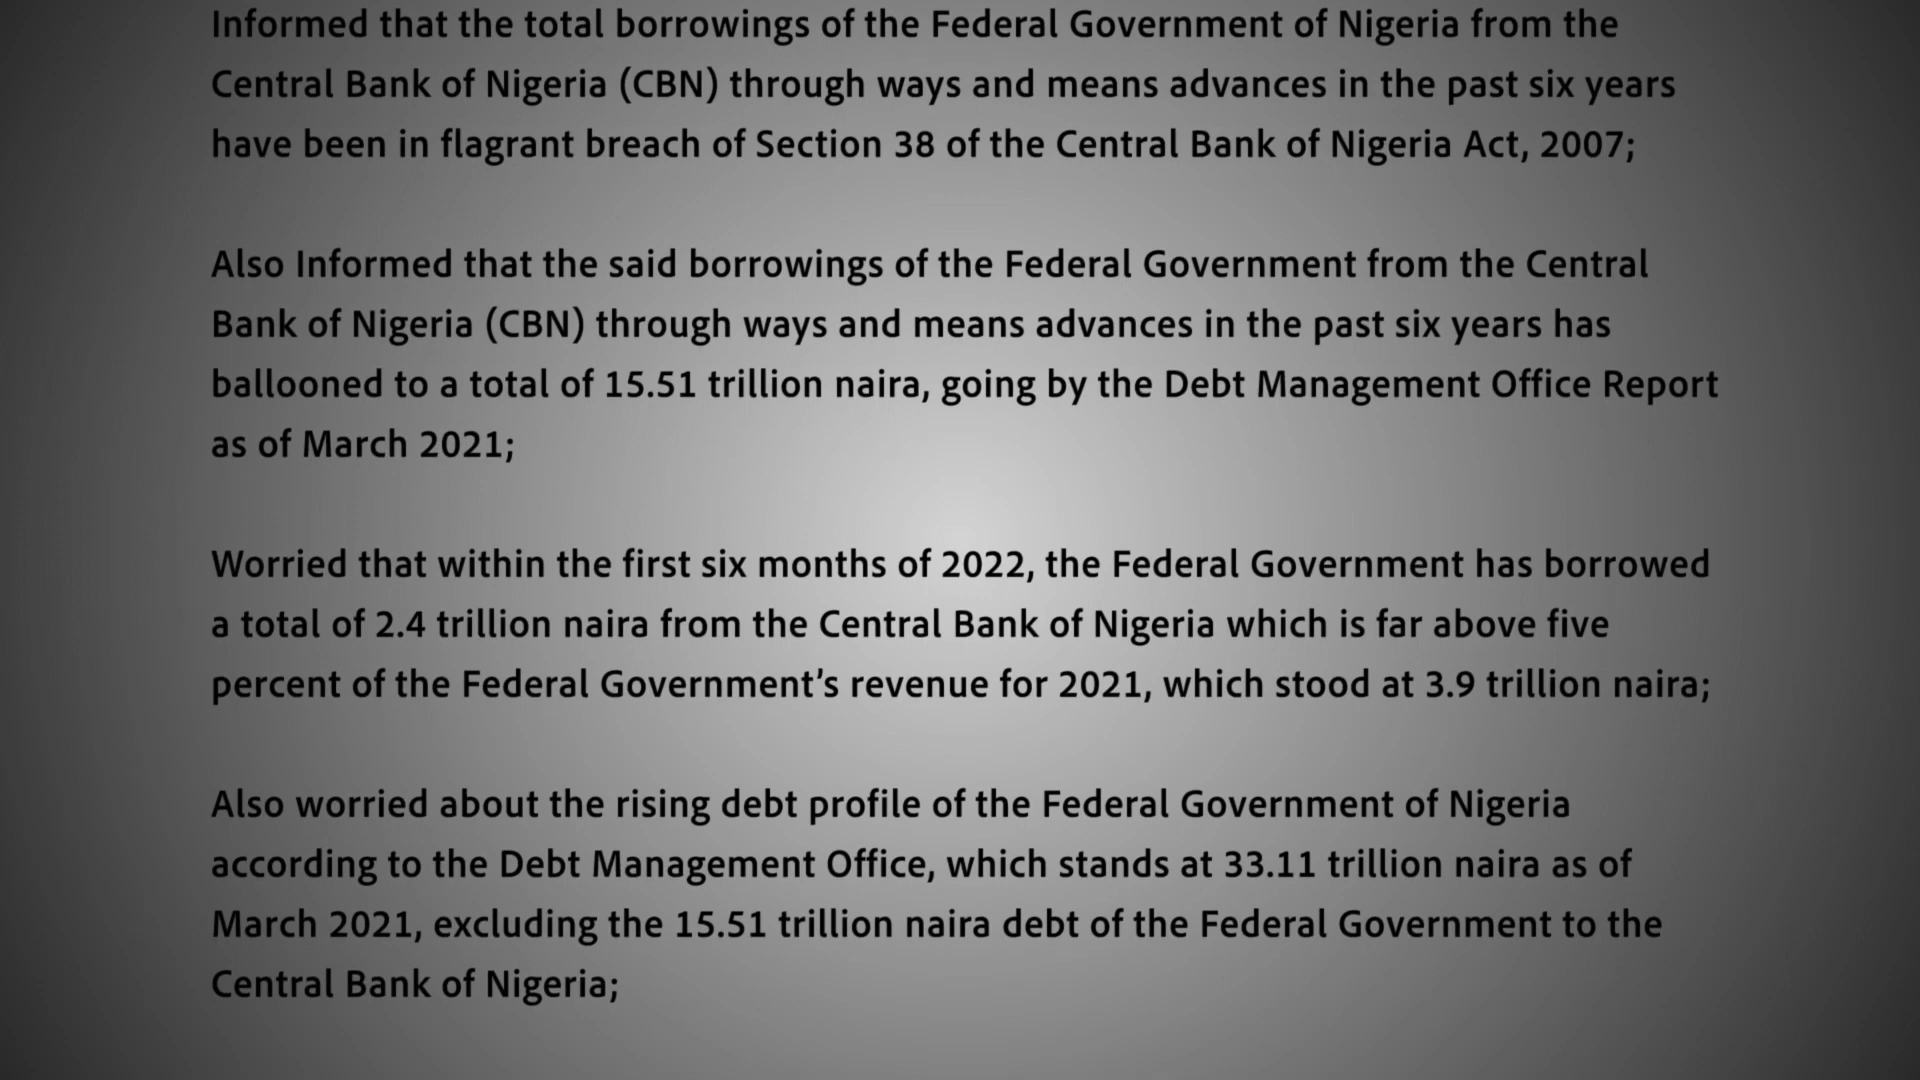 Informed that the total borrowings of the Federal Government of Nigeria from the
Central Bank of Nigeria (CBN) through ways and means advances in the past six years
have been in flagrant breach of Section 38 of the Central Bank of Nigeria Act, 2007;
Also Informed that the said borrowings of the Federal Government from the Central
Bank of Nigeria (CBN) through ways and means advances in the past six years has
ballooned to a total of 15.51 trillion naira, going by the Debt Management Office Report
as of March 2021;
Worried that within the first six months of 2022, the Federal Government has borrowed
a total of 2.4 trillion naira from the Central Bank of Nigeria which is far above five
percent of the Federal Government’s revenue for 2021, which stood at 3.9 trillion naira;
Also worried about the rising debt profile of the Federal Government of Nigeria
according to the Debt Management Office, which stands at 33.11 trillion naira as of
March 2021, excluding the 15.51 trillion naira debt of the Federal Government to the
Central Bank of Nigeria;